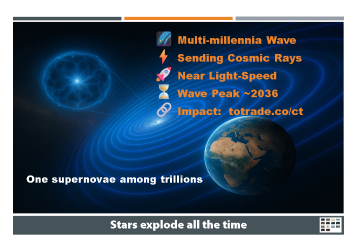 Multi-millennia Wave
Sending Cosmic Rays
Near Light-Speed
Wave Peak ~2036
Impact: totrade.co/ct
One supernovae among trillions
Stars explode all the time